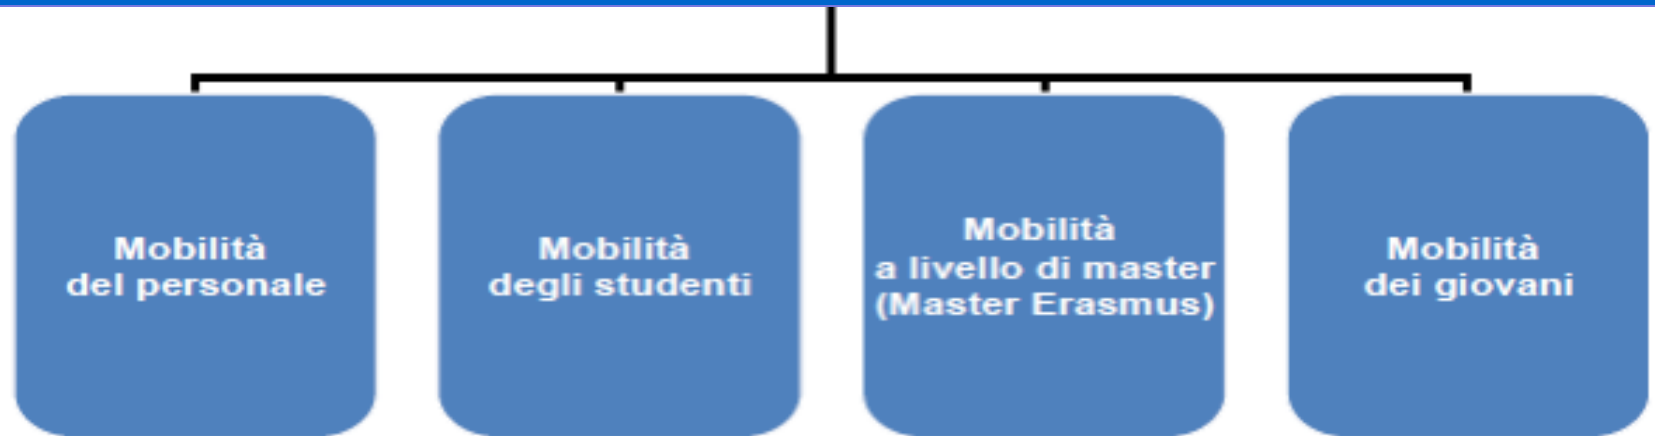 Mobilità
del personale
Mobilità
degli studenti
Mobilità
a livello di master
(Master Erasmus)
Mobilità
dei giovani